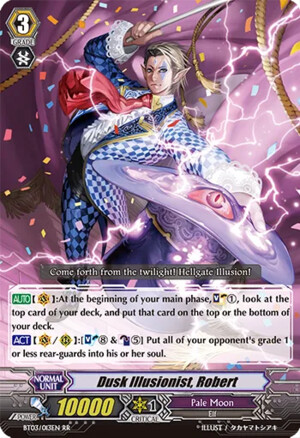 3
GRADE
Come forth from the twilight! Hellgate Illusion!
AUTO [ ]:At the beginning of your main phase, ①, look at the
top card of your deck, and put that card on the top or the bottom of
your deck.
ACT [ / ]:[ ⑧ & ⑤] Put all of your opponent's grade 1
or less rear-guards into his or her soul.
NORMAL UNIT
Dusk Illusionist, Robert
POWER
10000
1
CRITICAL
Pale Moon
Elf
BT03/013EN RR
ILLUST / タカヤマトシアキ